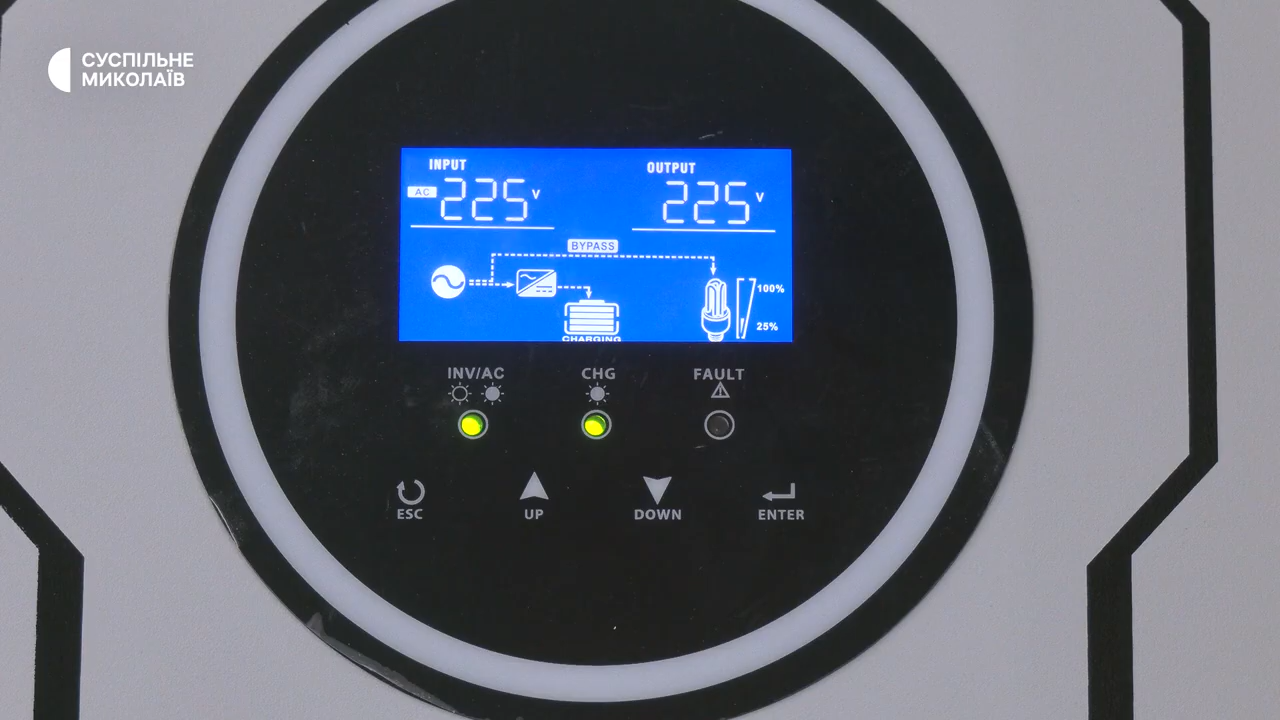 СУСПІЛЬНЕ
МИКОЛАЇВ
INPUT
OUTPUT
AC 225 V
225 V
BYPASS
100%
25%
CHARGING
INV/AC
CHG
FAULT
ESC
UP
DOWN
ENTER